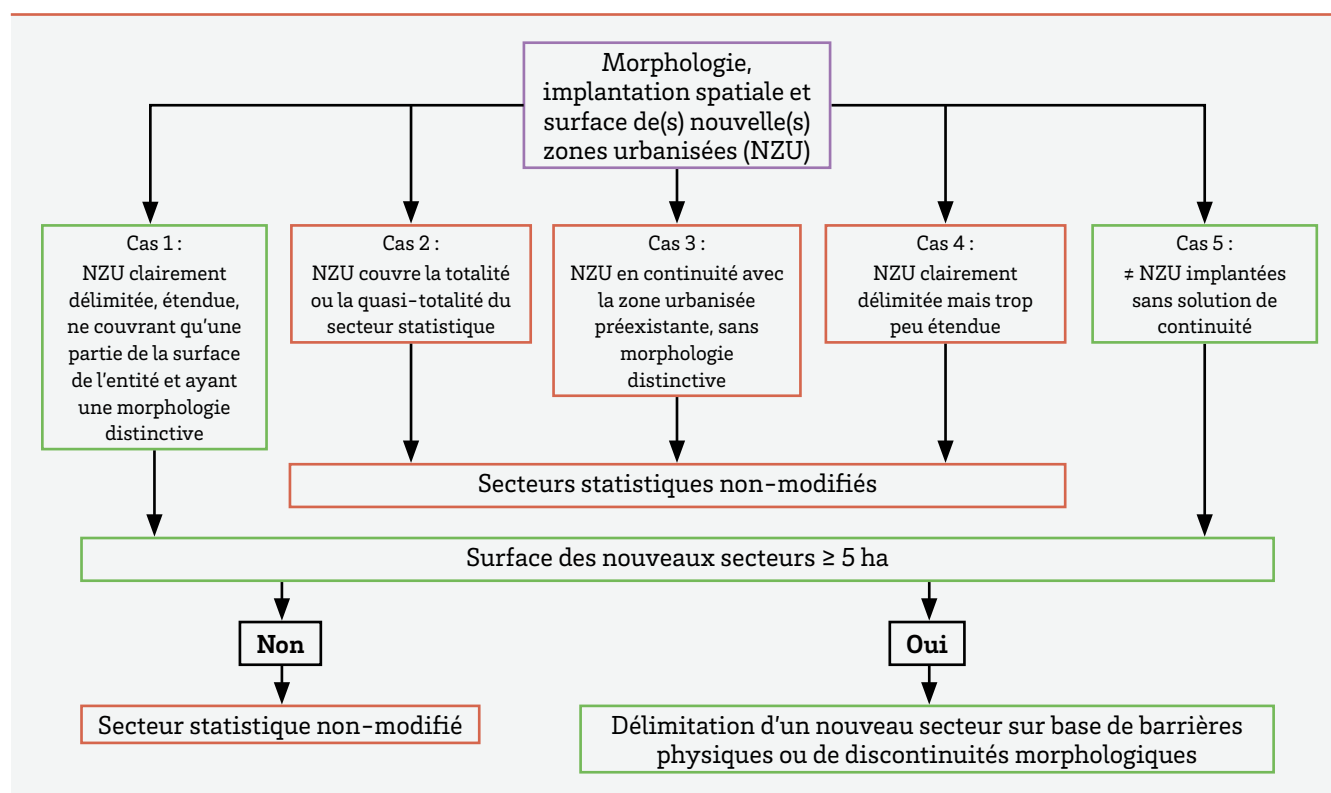 Morphologie,
implantation spatiale et
surface de(s) nouvelle(s)
zones urbanisées (NZU)
Cas 1 :
NZU clairement
délimitée, étendue,
ne couvrant qu'une
partie de la surface
de l'entité et ayant
une morphologie
distinctive
Cas 2 :
NZU couvre la totalité
ou la quasi-totalité du
secteur statistique
Cas 3 :
NZU en continuité avec
la zone urbanisée
préexistante, sans
morphologie
distinctive
Cas 4 :
NZU clairement
délimitée mais trop
peu étendue
Cas 5 :
≠ NZU implantées
sans solution de
continuité
Secteurs statistiques non-modifiés
Surface des nouveaux secteurs ≥ 5 ha
Non
Oui
Secteur statistique non-modifié
Délimitation d'un nouveau secteur sur base de barrières
physiques ou de discontinuités morphologiques